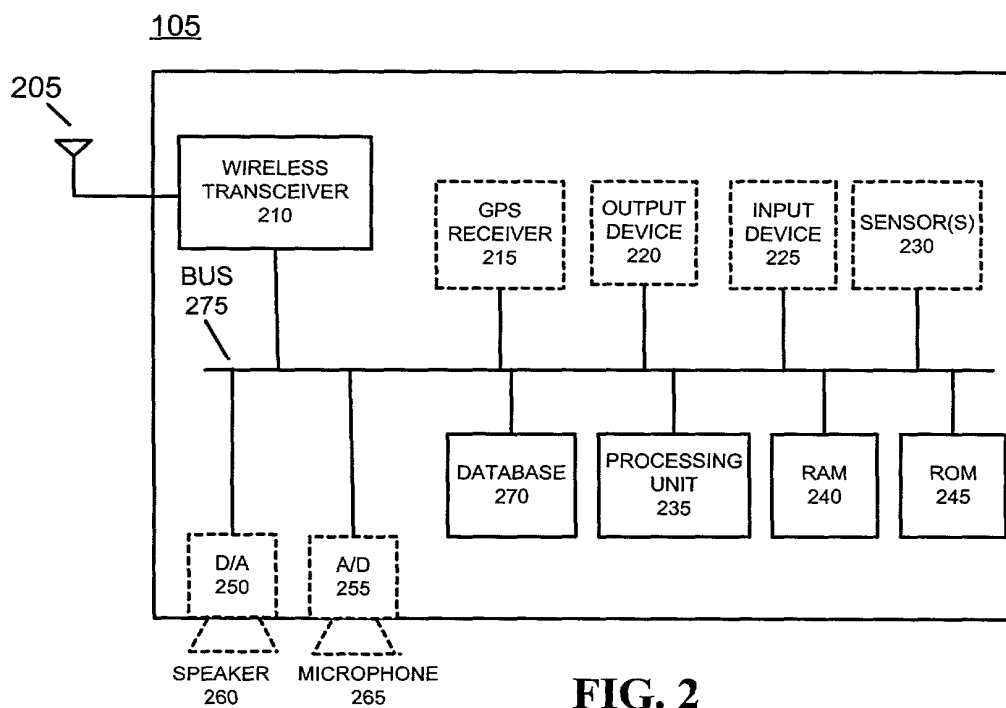 105
205
WIRELESS
TRANSCEIVER
210
GPS
RECEIVER
215
OUTPUT
DEVICE
220
INPUT
DEVICE
225
SENSOR(S)
230
BUS
275
DATABASE
270
PROCESSING
UNIT
235
RAM
240
ROM
245
D/A
250
A/D
255
SPEAKER
260
MICROPHONE
265
FIG. 2